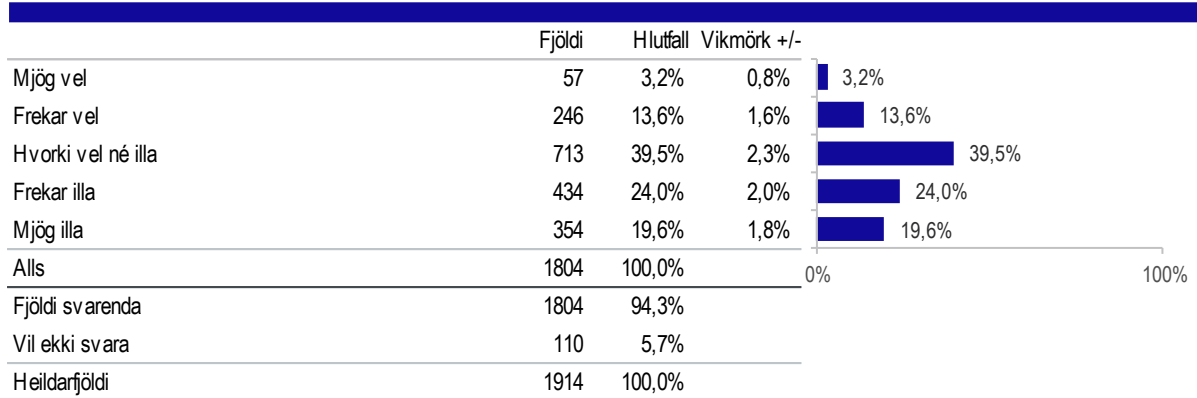 Fjöldi Hlutfall Vikmörk +/-
Mjög vel 57 3,2% 0,8% 3,2%
Frekar vel 246 13,6% 1,6% 13,6%
Hvorki vel né illa 713 39,5% 2,3% 39,5%
Frekar illa 434 24,0% 2,0% 24,0%
Mjög illa 354 19,6% 1,8% 19,6%
Alls 1804 100,0% 0% 100%
Fjöldi svarenda 1804 94,3%
Vil ekki svara 110 5,7%
Heildarfjöldi 1914 100,0%